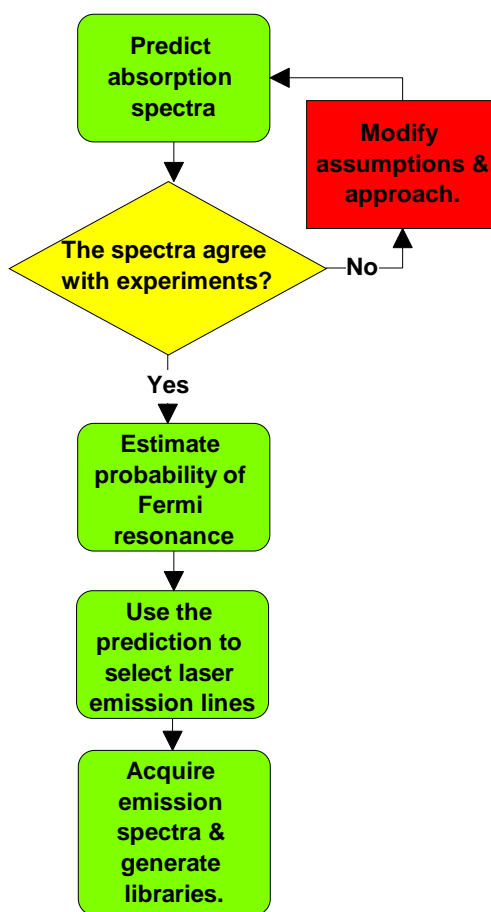 Predict
absorption
spectra
Modify
assumptions &
approach.
The spectra agree
with experiments?
No
Yes
Estimate
probability of
Fermi
resonance
Use the
prediction to
select laser
emission lines
Acquire
emission
spectra &
generate
libraries.